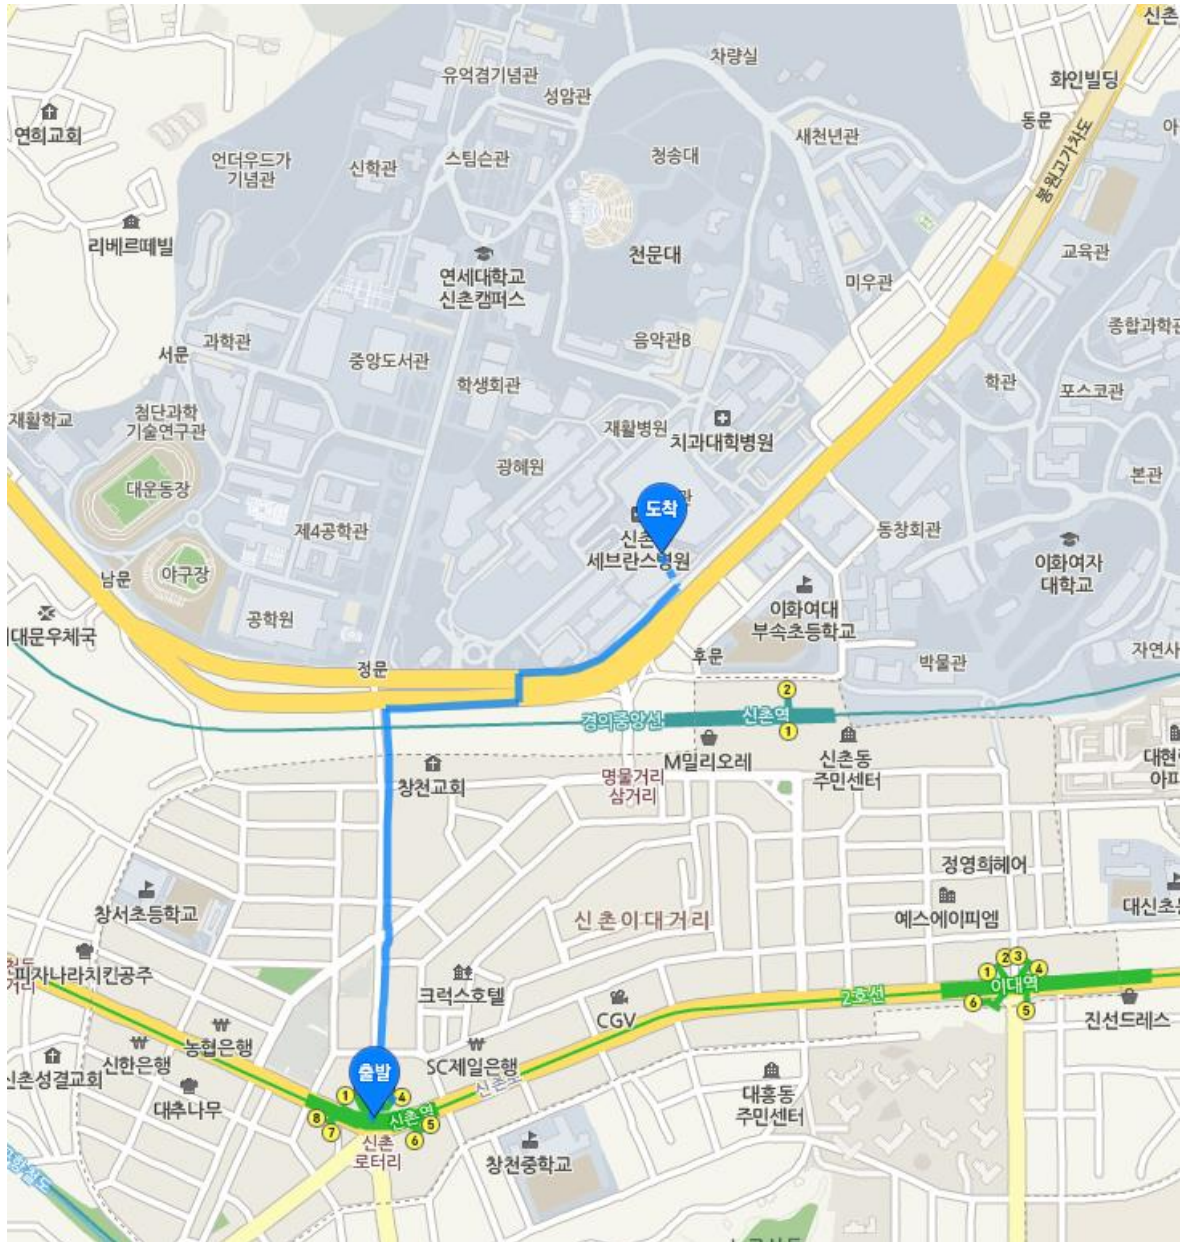 신촌
차량실
유억겸기념관
화인빌딩
성암관
동문
연희교회
새천년관
언더우드가
기념관
신학관
스팀슨관
청송대
봉원고가차도
리베르떼빌
천문대
교육관
연세대학교
신촌캠퍼스
미우관
종합과학관
과학관
서문
중앙도서관
음악관B
학생회관
학관
포스코관
재활학교
첨단과학
기술연구관
재활병원
치과대학병원
광혜원
본관
대운동장
도착
제4공학관
동창회관
신촌
세브란스병원
이화여자
대학교
남문
야구장
공학원
이화여대
부속초등학교
대문우체국
정문
후문
박물관
자연사
2
경의중앙선
신촌역
1
창천교회
M밀리오레
신촌동
주민센터
대현
아파
명물거리
삼거리
정영희헤어
창서초등학교
신촌이대거리
예스에이피엠
대신초
피자나라치킨공주
거리
크럭스호텔
1
2
3
4
이대역
6
5
2호선
CGV
진선드레스
농협은행
신한은행
SC제일은행
신촌성결교회
출발
신촌로
대추나무
1
4
대흥동
주민센터
8
7
신촌역
5
6
신촌
로터리
창천중학교